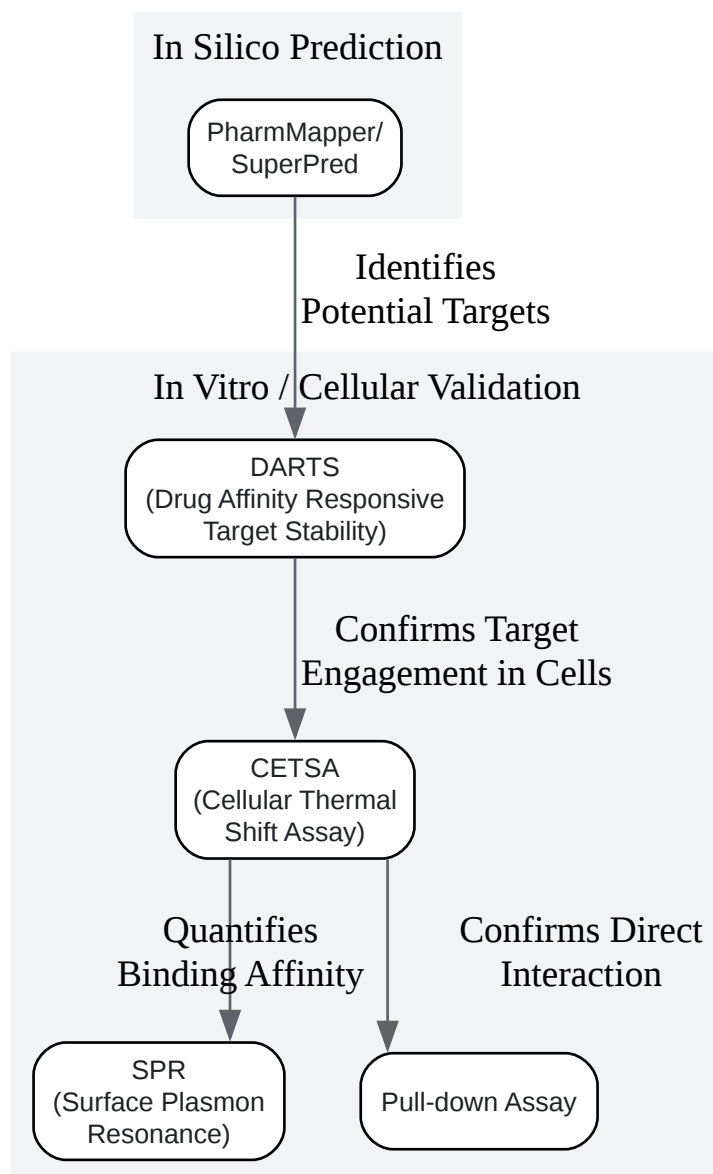 In Silico Prediction
PharmMapper/
SuperPred
Identifies
Potential Targets
In Vitro / Cellular Validation
DARTS
(Drug Affinity Responsive
Target Stability)
Confirms Target
Engagement in Cells
CETSA
(Cellular Thermal
Shift Assay)
Quantifies
Binding Affinity
Confirms Direct
Interaction
SPR
(Surface Plasmon
Resonance)
Pull-down Assay